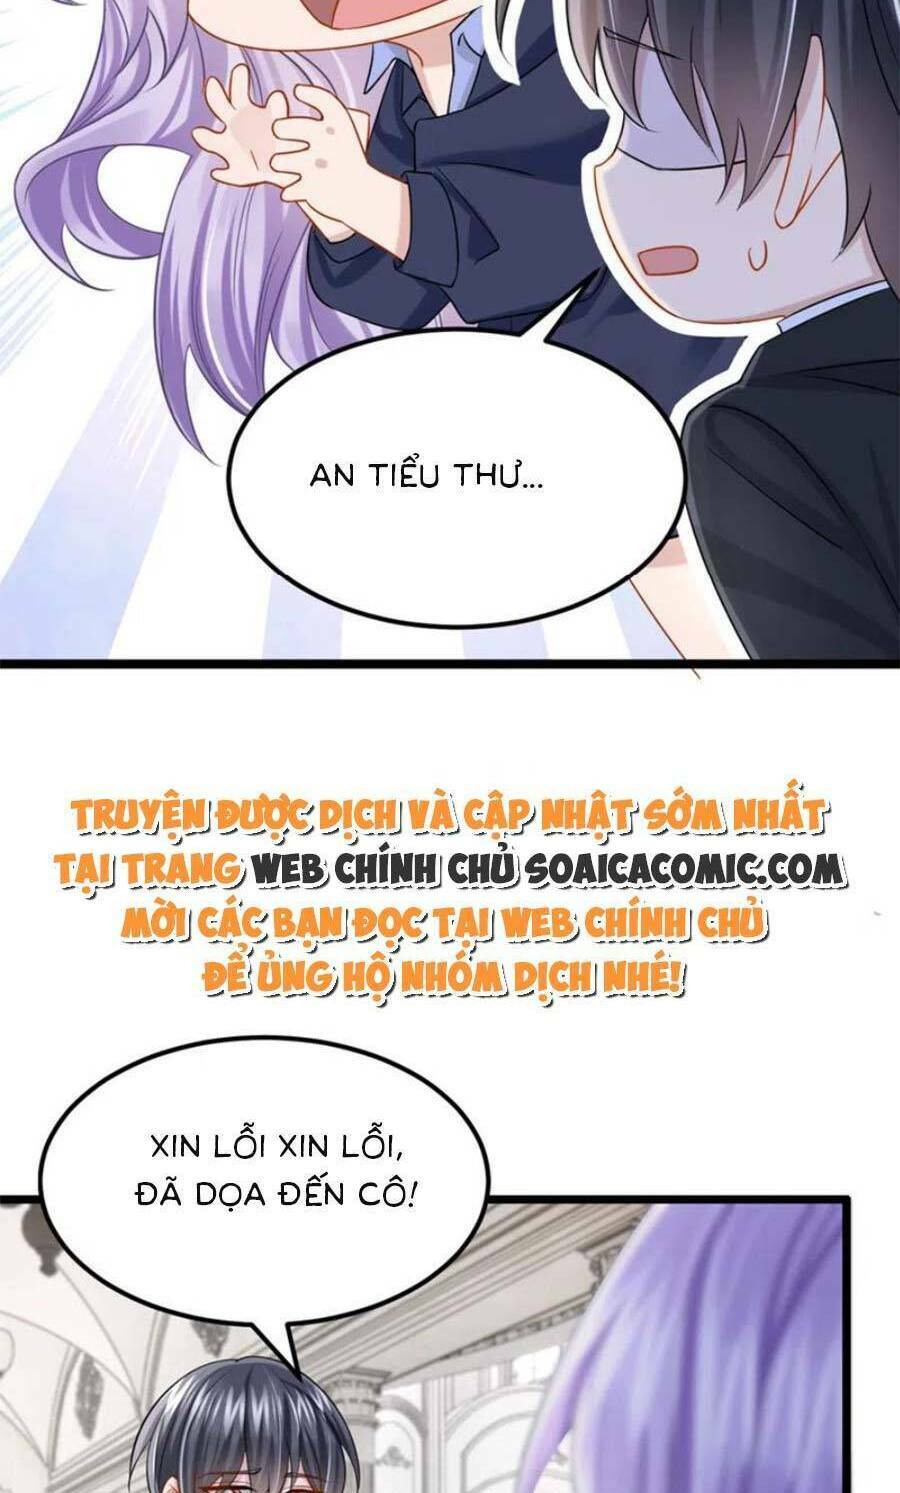 AN TIỂU THƯ...
TRUYỆN ĐƯỢC DỊCH VÀ CẬP NHẬT SỚM NHẤT
TẠI TRANG WEB CHÍNH CHỦ SOAICACOMIC.COM
MỜI CÁC BẠN ĐỌC TẠI WEB CHÍNH CHỦ
ĐỂ ỦNG HỘ NHÓM DỊCH NHÉ!
XIN LỖI XIN LỖI,
ĐÃ DỌA ĐẾN CÔ!